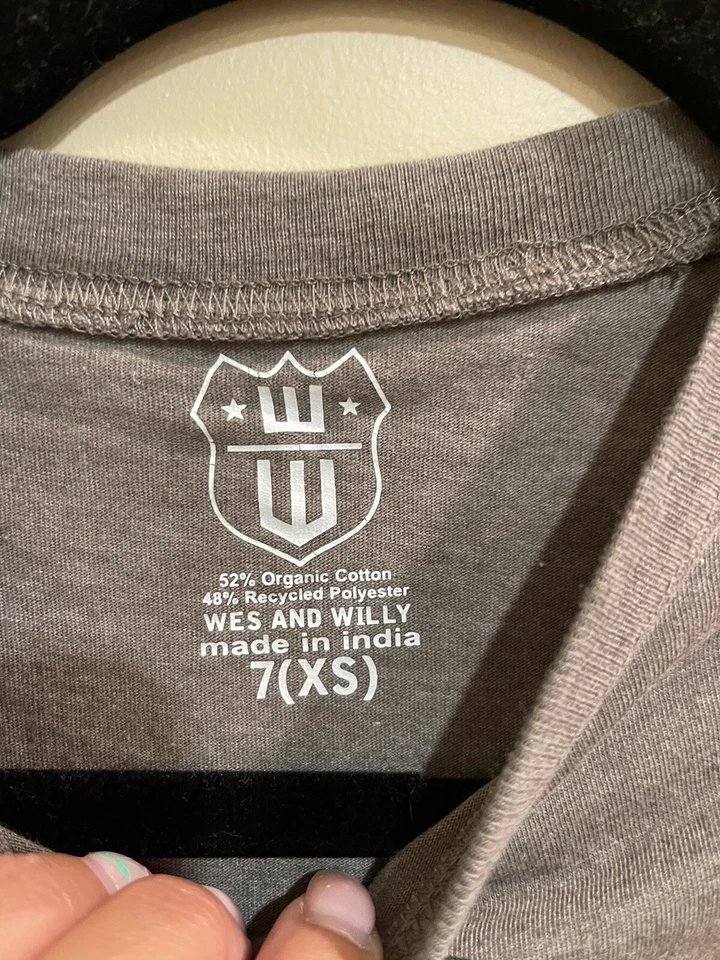 W
W
52% Organic Cotton
48% Recycled Polyester
WES AND WILLY
made in india
7(XS)